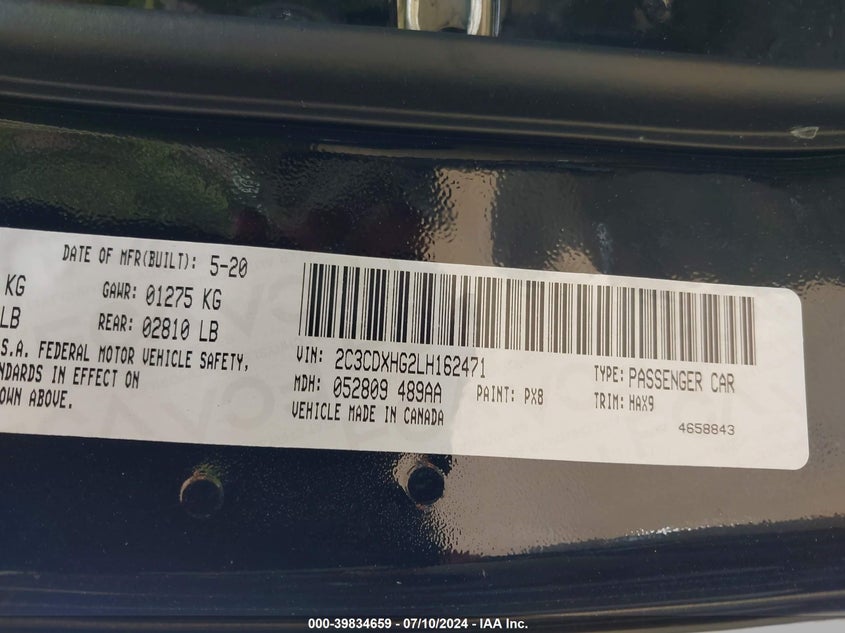 DATE OF MFR(BUILT): 5-20
KG GAWR: 01275 KG
LB REAR: 02810 LB
S.A. FEDERAL MOTOR VEHICLE SAFETY,
NDARDS IN EFFECT ON
OWN ABOVE.
VIN: 2C3CDXHG2LH162471 TYPE: PASSENGER CAR
MDH: 052809 489AA PAINT: PX8 TRIM: HAX9
VEHICLE MADE IN CANADA
4658843
000-39834659 - 07/10/2024 - IAA Inc.